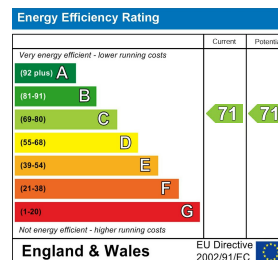 Energy Efficiency Rating
Current Potentia
Very energy efficient - lower running costs
(92 plus) A
(81-91) B
(69-80) C 71 71
(55-68) D
(39-54) E
(21-38) F
(1-20) G
Not energy efficient - higher running costs
England & Wales EU Directive
2002/91/EC